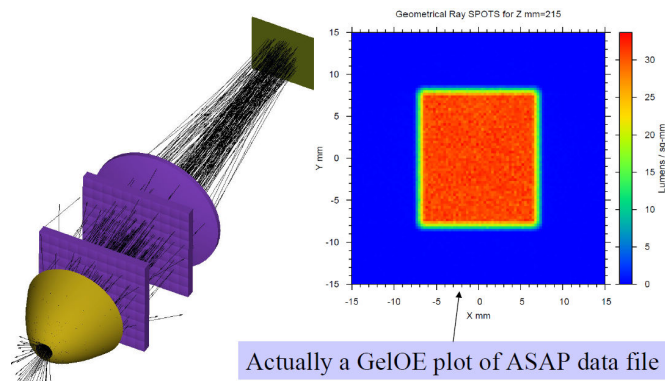 Geometrical Ray SPOTS for Z mm=215
15
10
5
0
-5
-10
-15
Y mm
-15 -10 -5 0 5 10 15
X mm
30
25
20
15
10
5
0
Lumens / sq-mm
Actually a GelOE plot of ASAP data file